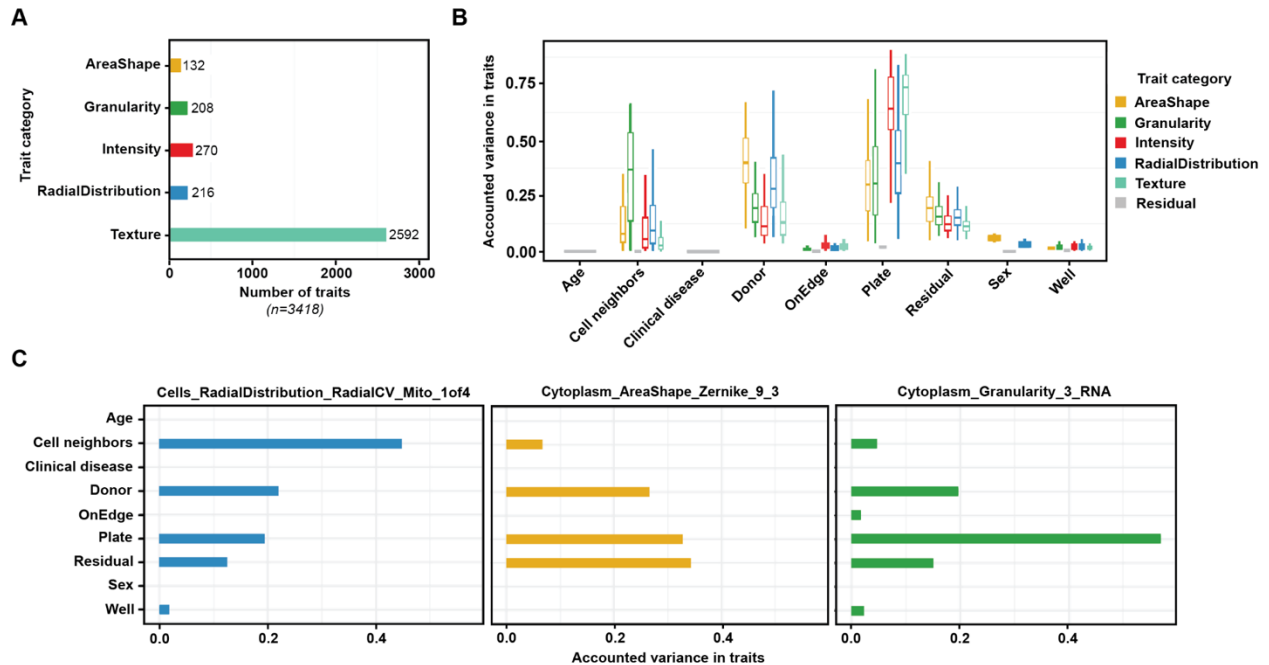 A
Trait category
AreaShape
132
Granularity
208
Intensity
270
RadialDistribution
216
Texture
2592
0
1000
2000
3000
Number of traits
(n=3418)
B
Accounted variance in traits
0.75
0.50
0.25
0.00
Age
Cell neighbors
Clinical disease
Donor
OnEdge
Plate
Residual
Sex
Well
Trait category
AreaShape
Granularity
Intensity
RadialDistribution
Texture
Residual
C
Cells_RadialDistribution_RadialCV_Mito_1of4
Cytoplasm_AreaShape_Zernike_9_3
Cytoplasm_Granularity_3_RNA
Age
Cell neighbors
Clinical disease
Donor
OnEdge
Plate
Residual
Sex
Well
0.0
0.2
0.4
0.0
0.2
0.4
0.0
0.2
0.4
Accounted variance in traits